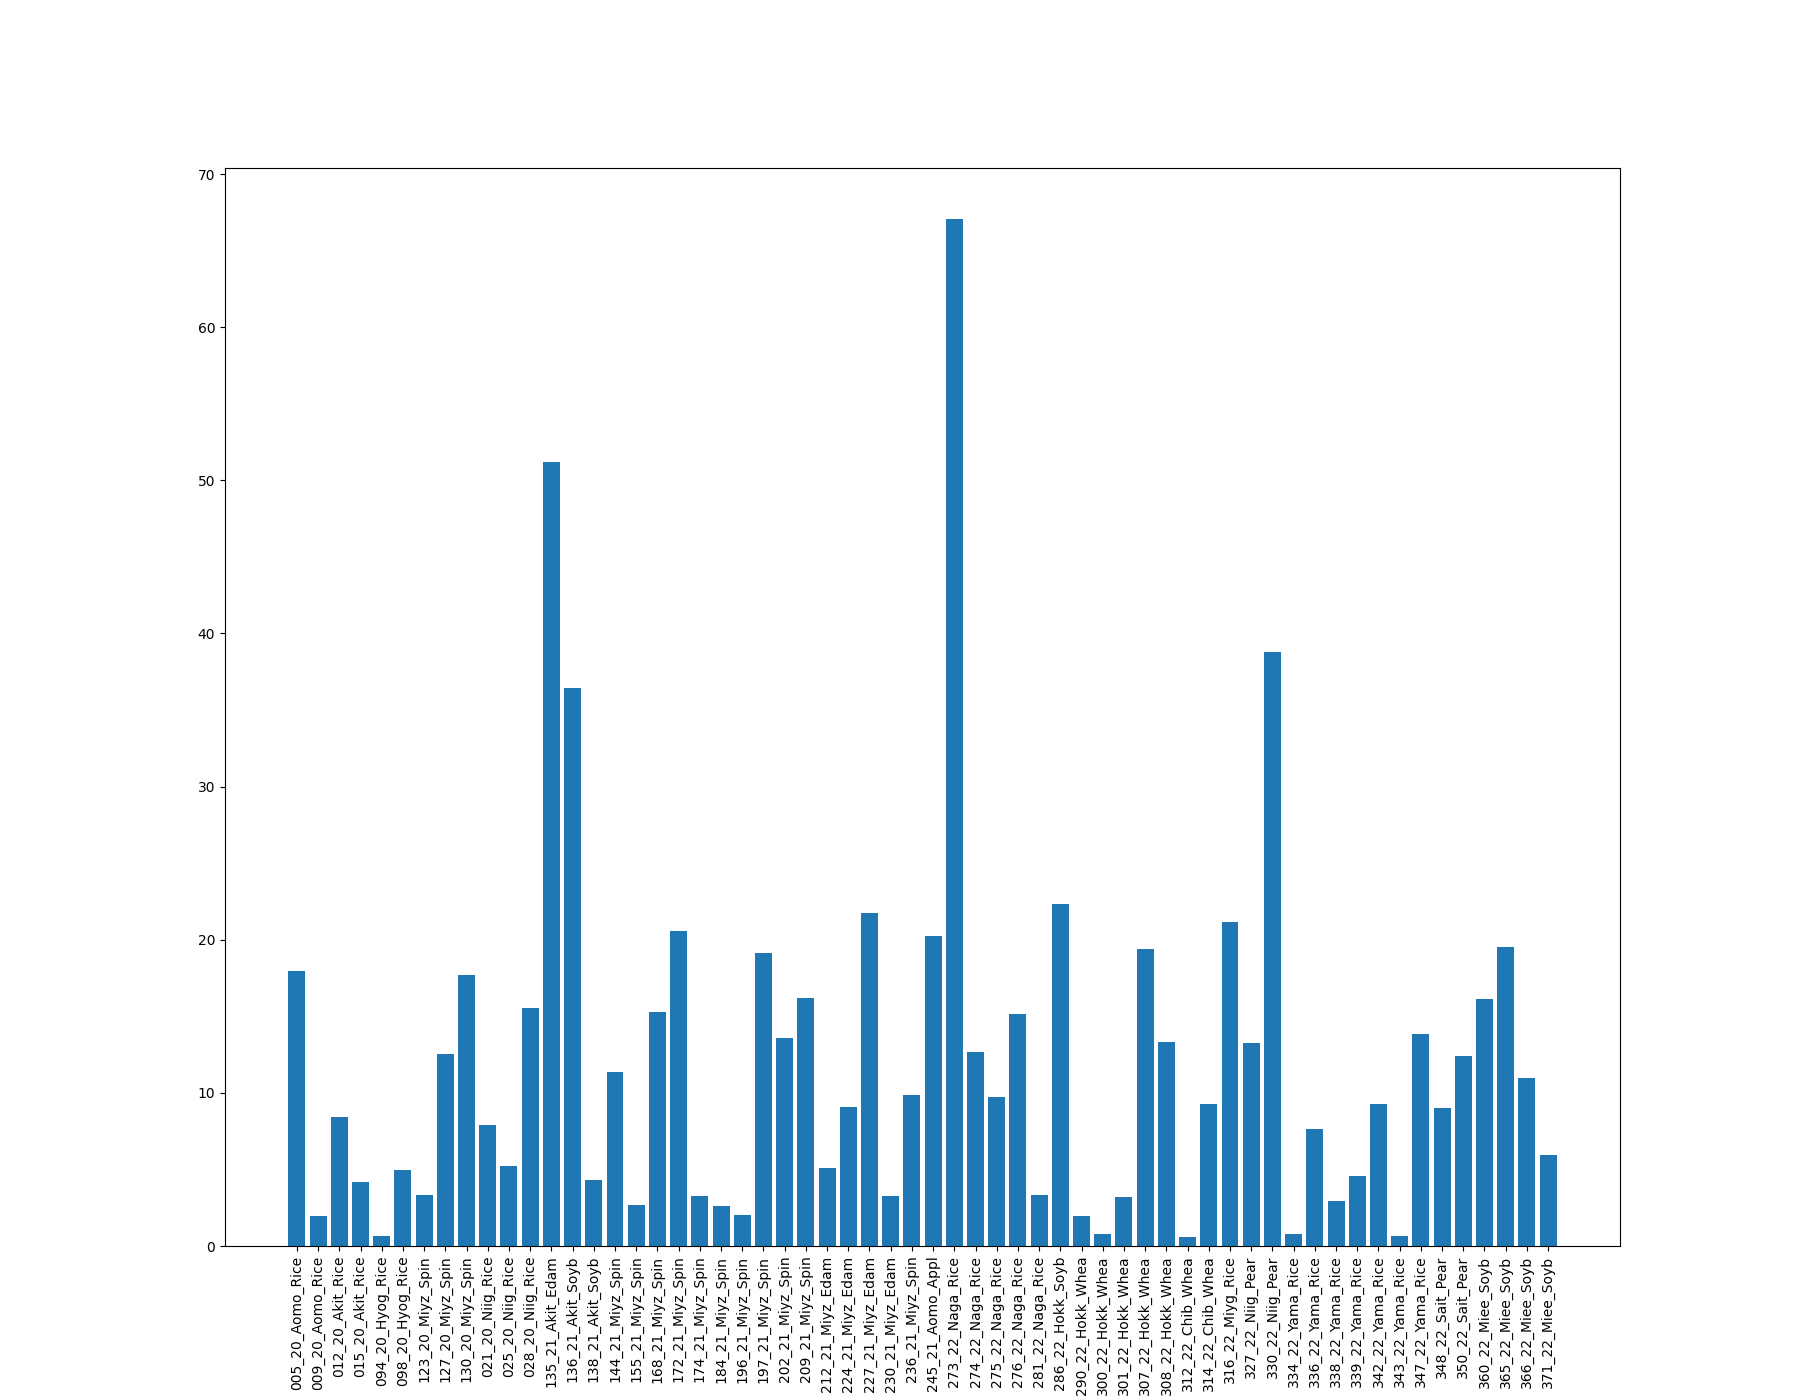 70
60
50
40
30
20
10
0
005_20_Aomo_Rice
009_20_Aomo_Rice
012_20_Akit_Rice
015_20_Akit_Rice
094_20_Hyog_Rice
098_20_Hyog_Rice
123_20_Miyz_Spin
127_20_Miyz_Spin
130_20_Miyz_Spin
021_20_Niig_Rice
025_20_Niig_Rice
028_20_Niig_Rice
135_21_Akit_Edam
136_21_Akit_Soyb
138_21_Akit_Soyb
144_21_Miyz_Spin
155_21_Miyz_Spin
168_21_Miyz_Spin
172_21_Miyz_Spin
174_21_Miyz_Spin
184_21_Miyz_Spin
196_21_Miyz_Spin
197_21_Miyz_Spin
202_21_Miyz_Spin
209_21_Miyz_Spin
212_21_Miyz_Edam
224_21_Miyz_Edam
227_21_Miyz_Edam
230_21_Miyz_Edam
236_21_Miyz_Spin
245_21_Aomo_Appl
273_22_Naga_Rice
274_22_Naga_Rice
275_22_Naga_Rice
276_22_Naga_Rice
281_22_Naga_Rice
286_22_Hokk_Soyb
290_22_Hokk_Whea
300_22_Hokk_Whea
301_22_Hokk_Whea
307_22_Hokk_Whea
308_22_Hokk_Whea
312_22_Chib_Whea
314_22_Chib_Whea
316_22_Miyg_Rice
327_22_Niig_Pear
330_22_Niig_Pear
334_22_Yama_Rice
336_22_Yama_Rice
338_22_Yama_Rice
339_22_Yama_Rice
342_22_Yama_Rice
343_22_Yama_Rice
347_22_Yama_Rice
348_22_Sait_Pear
350_22_Sait_Pear
360_22_Miee_Soyb
365_22_Miee_Soyb
366_22_Miee_Soyb
371_22_Miee_Soyb